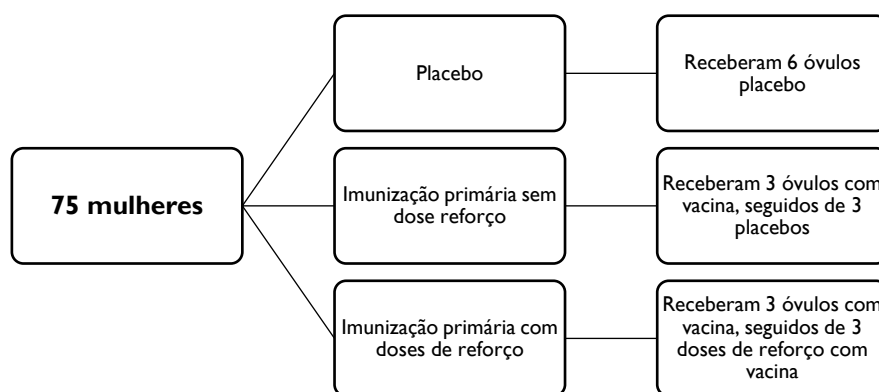 Placebo
Receberam 6 óvulos
placebo
75 mulheres
Imunização primária sem
dose reforço
Receberam 3 óvulos com
vacina, seguidos de 3
placebos
Imunização primária com
doses de reforço
Receberam 3 óvulos com
vacina, seguidos de 3
doses de reforço com
vacina